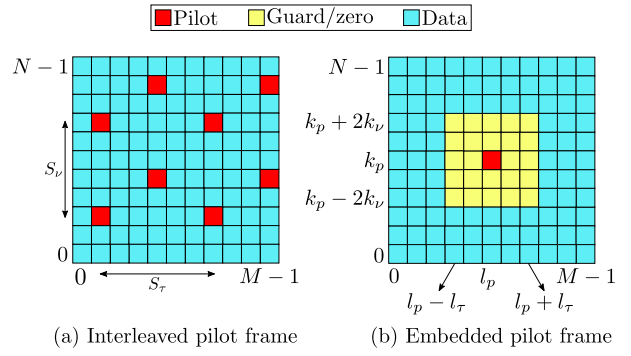 Pilot Guard/zero Data
N − 1
S_ν
0
0
S_τ
M − 1
(a) Interleaved pilot frame
N − 1
k_p + 2k_ν
k_p
k_p − 2k_ν
0
0
l_p
M − 1
l_p − l_τ
l_p + l_τ
(b) Embedded pilot frame